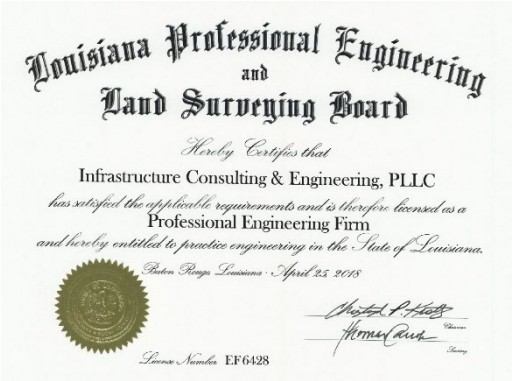 Louisiana Professional Engineering
and
Land Surveying Board
Hereby Certifies that
Infrastructure Consulting & Engineering, PLLC
has satisfied the applicable requirements and is therefore licensed as a
Professional Engineering Firm
and hereby entitled to practice engineering in the State of Louisiana.
Baton Rouge Louisiana - April 25, 2018
Chairman
Secretary
License Number EF6428